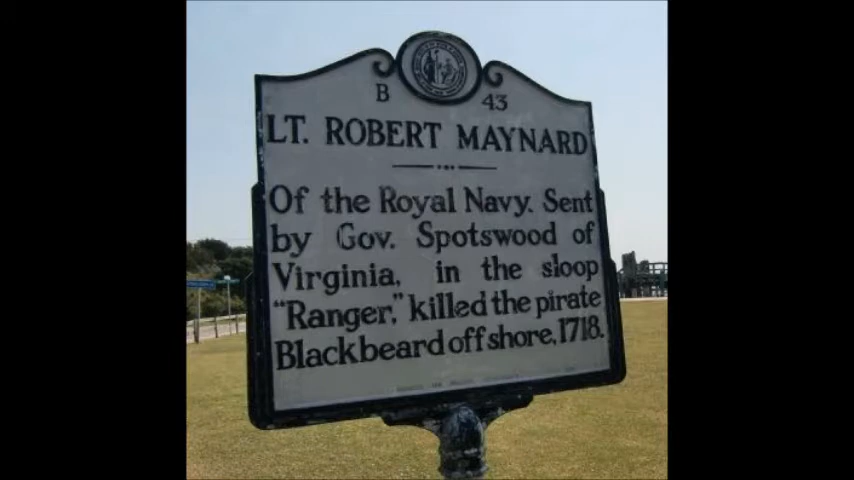 B 43
LT. ROBERT MAYNARD
Of the Royal Navy. Sent
by Gov. Spotswood of
Virginia, in the sloop
"Ranger," killed the pirate
Blackbeard off shore, 1718.